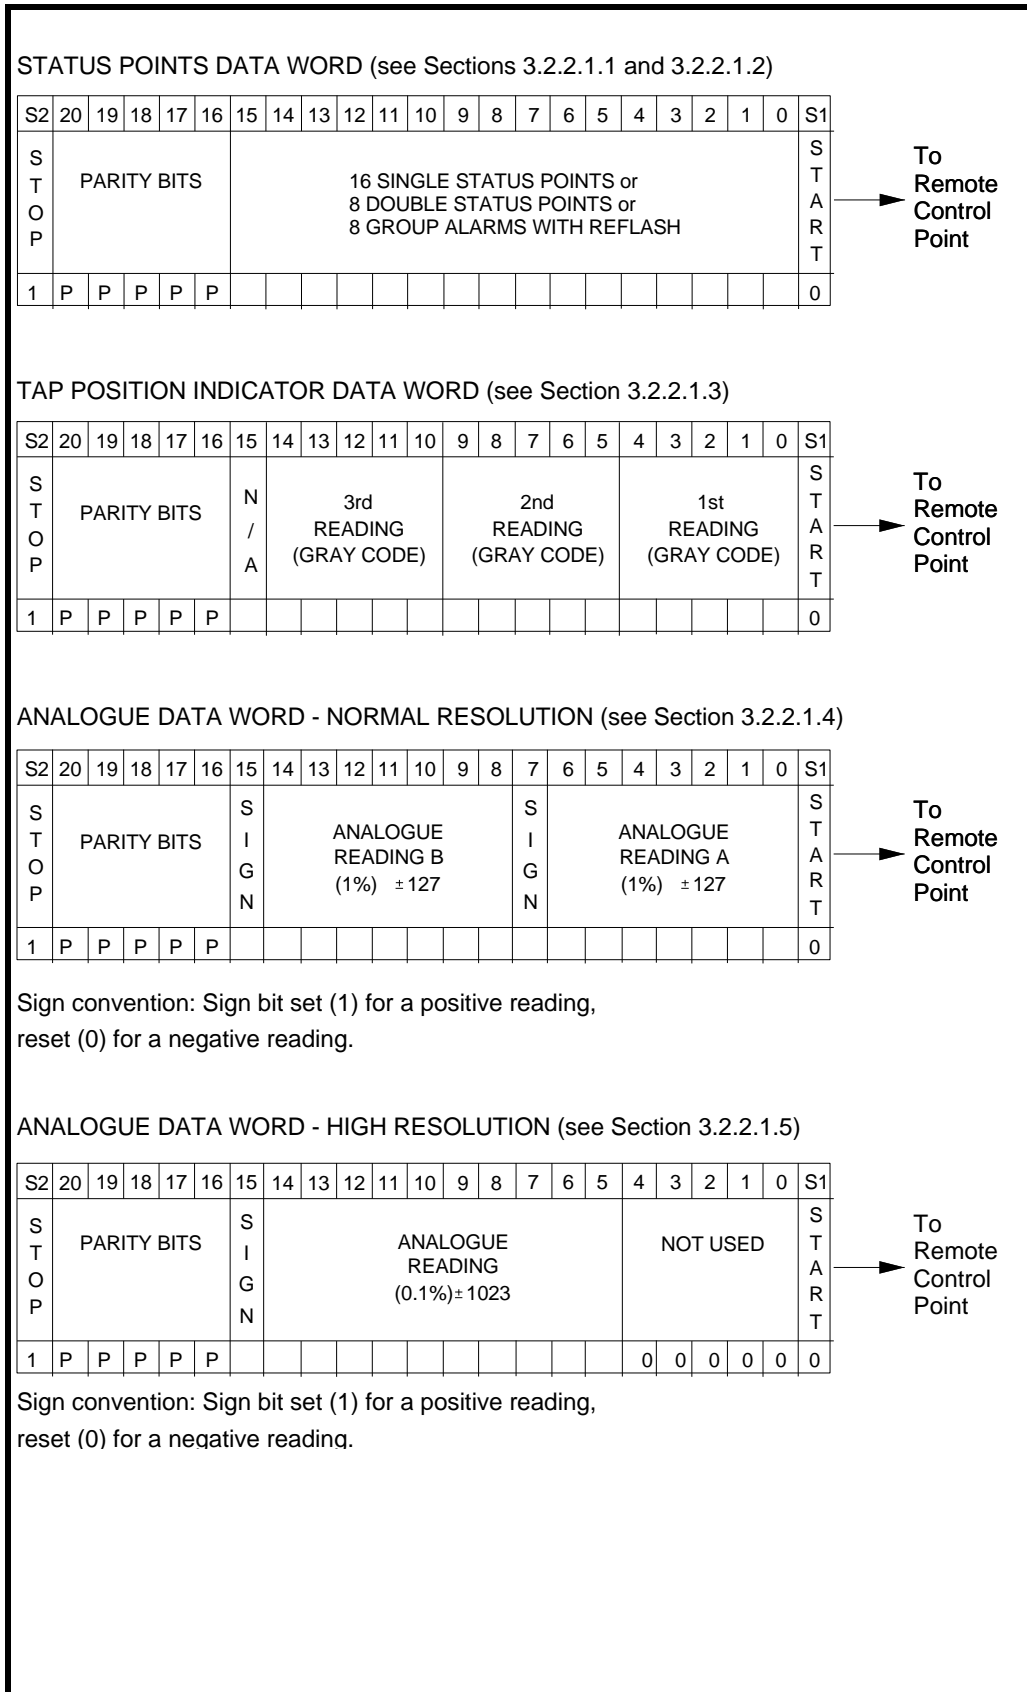 STATUS POINTS DATA WORD (see Sections 3.2.2.1.1 and 3.2.2.1.2)
S2 20 19 18 17 16 15 14 13 12 11 10 9 8 7 6 5 4 3 2 1 0 S1
STOP
PARITY BITS
16 SINGLE STATUS POINTS or
8 DOUBLE STATUS POINTS or
8 GROUP ALARMS WITH REFLASH
START
To
Remote
Control
Point
1 P P P P P 0
TAP POSITION INDICATOR DATA WORD (see Section 3.2.2.1.3)
S2 20 19 18 17 16 15 14 13 12 11 10 9 8 7 6 5 4 3 2 1 0 S1
STOP
PARITY BITS
N/A
3rd
READING
(GRAY CODE)
2nd
READING
(GRAY CODE)
1st
READING
(GRAY CODE)
START
To
Remote
Control
Point
1 P P P P P 0
ANALOGUE DATA WORD - NORMAL RESOLUTION (see Section 3.2.2.1.4)
S2 20 19 18 17 16 15 14 13 12 11 10 9 8 7 6 5 4 3 2 1 0 S1
STOP
PARITY BITS
SIGN
ANALOGUE
READING B
(1%) ±127
SIGN
ANALOGUE
READING A
(1%) ±127
START
To
Remote
Control
Point
1 P P P P P 0
Sign convention: Sign bit set (1) for a positive reading,
reset (0) for a negative reading.
ANALOGUE DATA WORD - HIGH RESOLUTION (see Section 3.2.2.1.5)
S2 20 19 18 17 16 15 14 13 12 11 10 9 8 7 6 5 4 3 2 1 0 S1
STOP
PARITY BITS
SIGN
ANALOGUE
READING
(0.1%)±1023
NOT USED
START
To
Remote
Control
Point
1 P P P P P 0 0 0 0 0 0
Sign convention: Sign bit set (1) for a positive reading,
reset (0) for a negative reading.